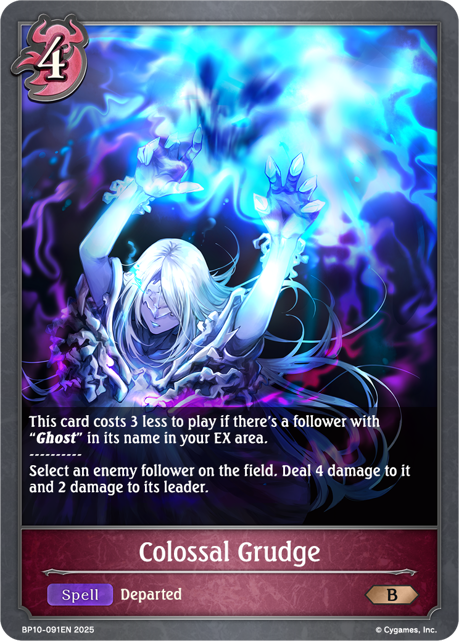 4
This card costs 3 less to play if there's a follower with
“Ghost” in its name in your EX area.
----------
Select an enemy follower on the field. Deal 4 damage to it
and 2 damage to its leader.
Colossal Grudge
Spell Departed B
BP10-091EN 2025 © Cygames, Inc.